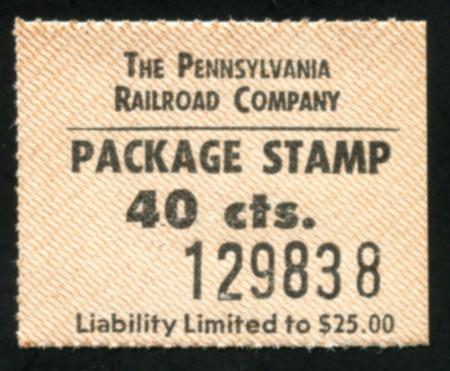 The Pennsylvania
Railroad Company
PACKAGE STAMP
40 cts.
129838
Liability Limited to $25.00